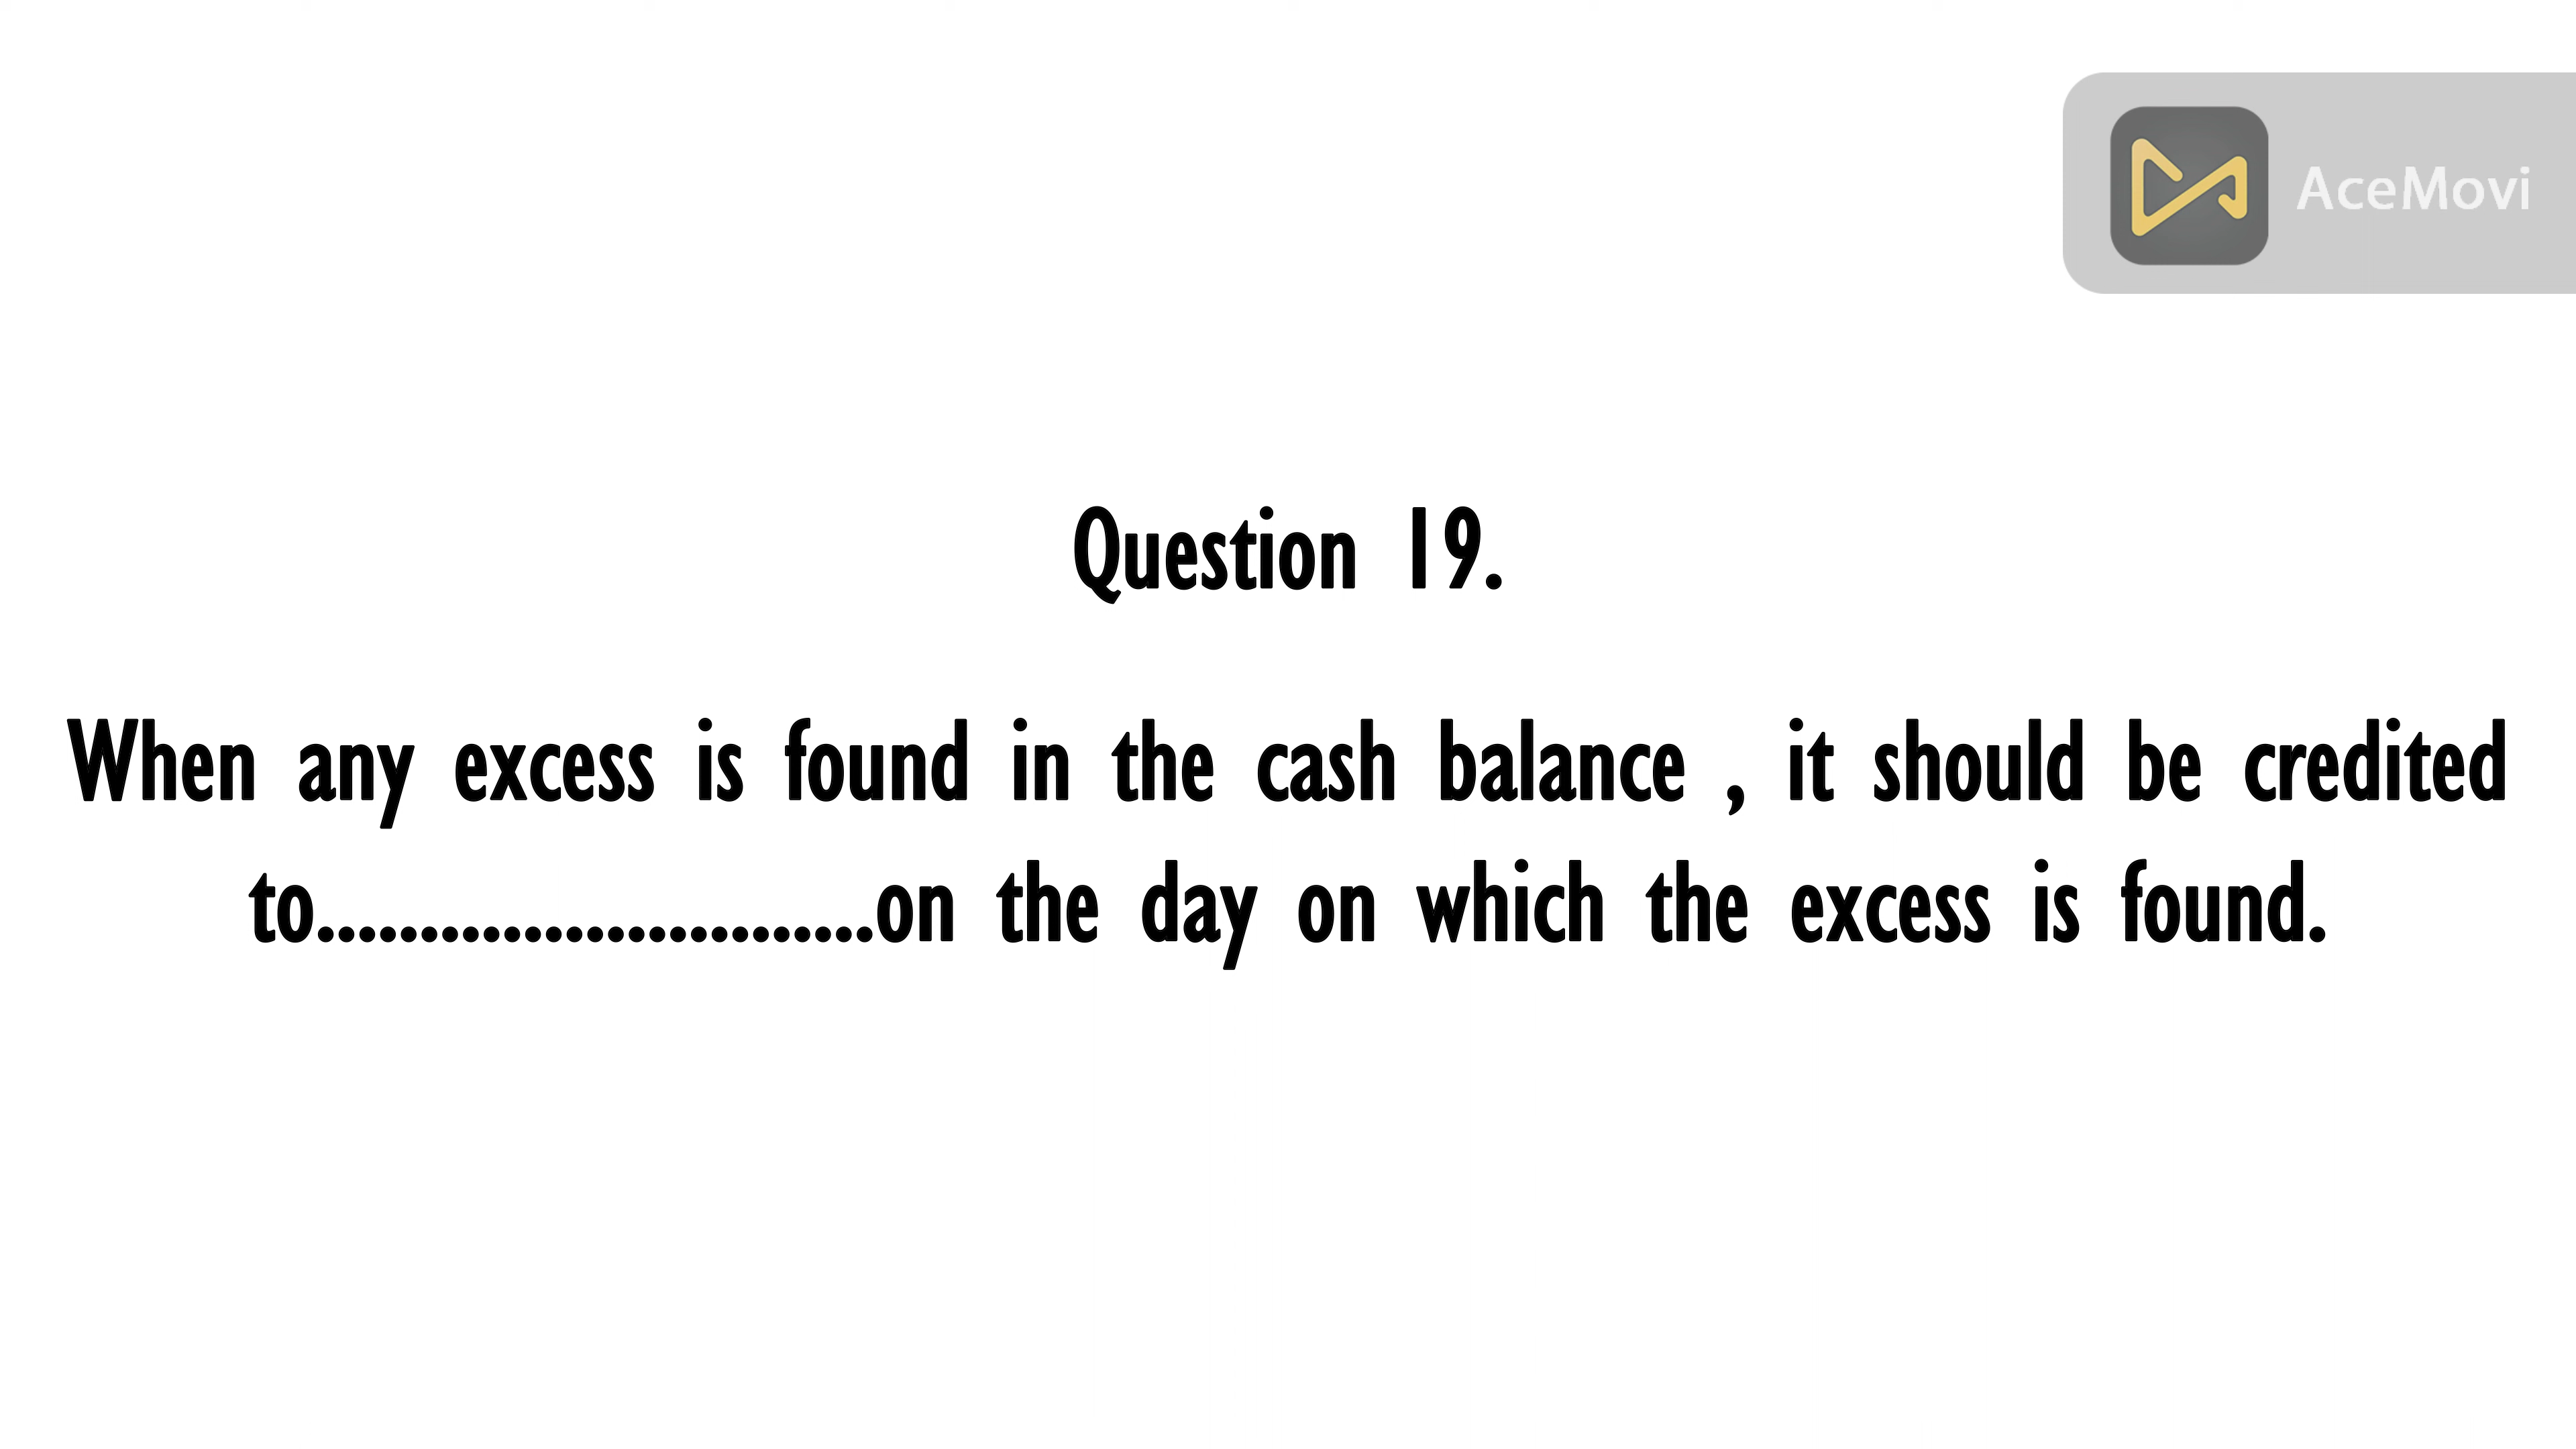 AceMovi
Question 19.
When any excess is found in the cash balance , it should be credited
to...........................on the day on which the excess is found.